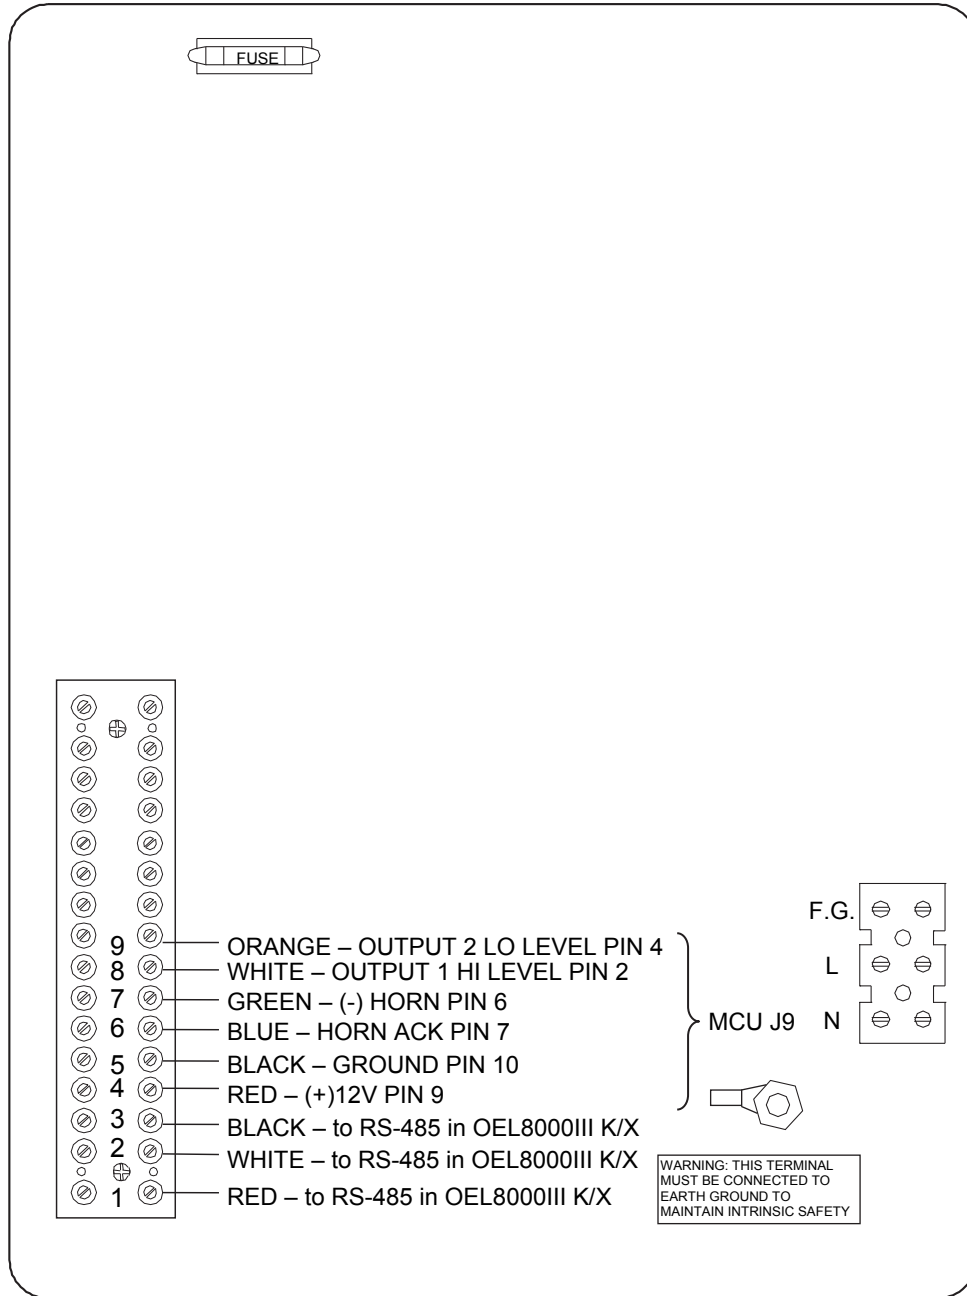 FUSE
9 ORANGE – OUTPUT 2 LO LEVEL PIN 4
8 WHITE – OUTPUT 1 HI LEVEL PIN 2
7 GREEN – (-) HORN PIN 6
6 BLUE – HORN ACK PIN 7
5 BLACK – GROUND PIN 10
4 RED – (+)12V PIN 9
3 BLACK – to RS-485 in OEL8000III K/X
2 WHITE – to RS-485 in OEL8000III K/X
1 RED – to RS-485 in OEL8000III K/X
MCU J9
F.G.
L
N
WARNING: THIS TERMINAL
MUST BE CONNECTED TO
EARTH GROUND TO
MAINTAIN INTRINSIC SAFETY